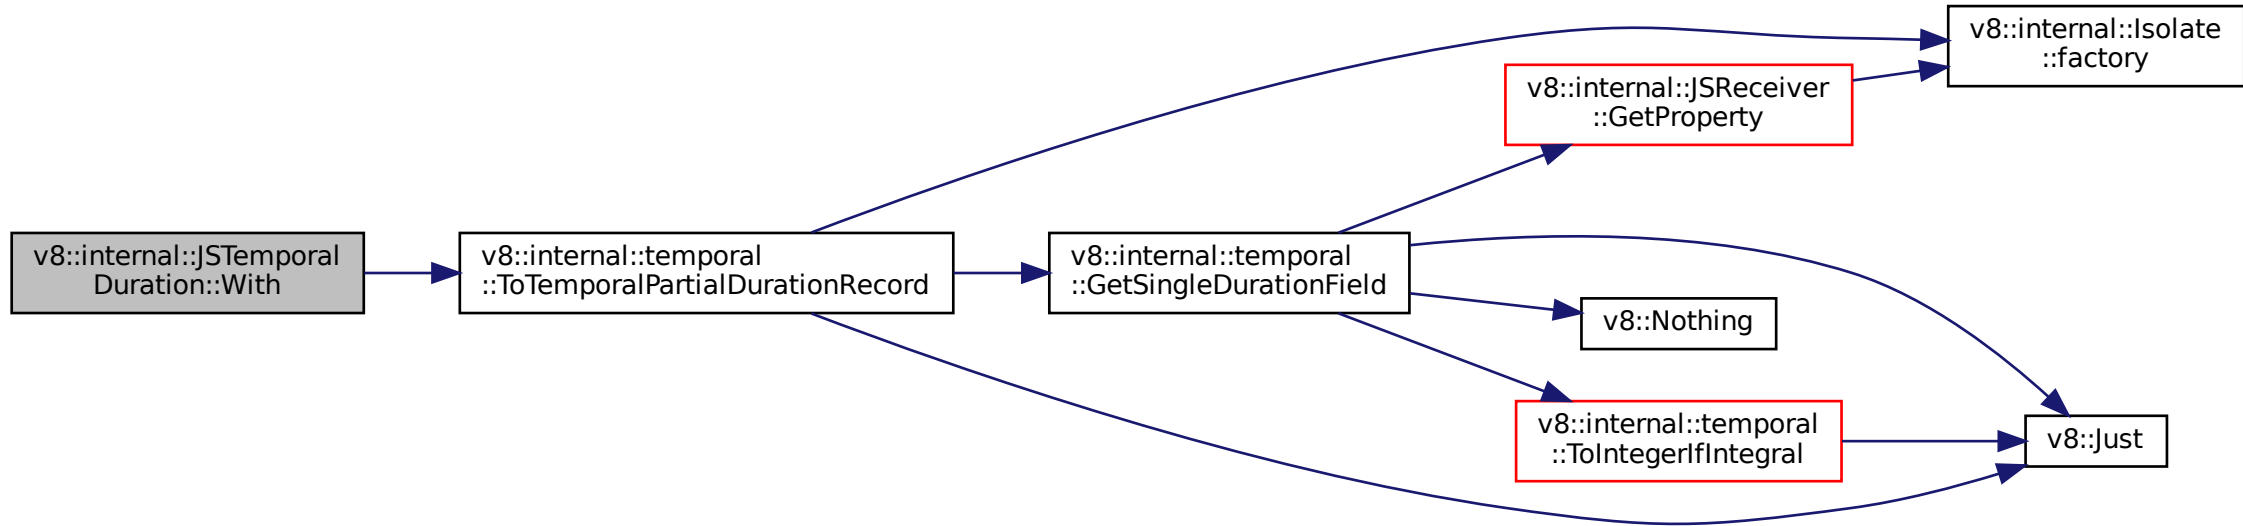 v8::internal::JSTemporal
Duration::With
v8::internal::temporal
::ToTemporalPartialDurationRecord
v8::internal::temporal
::GetSingleDurationField
v8::internal::JSReceiver
::GetProperty
v8::internal::Isolate
::factory
v8::Nothing
v8::internal::temporal
::ToIntegerIfIntegral
v8::Just